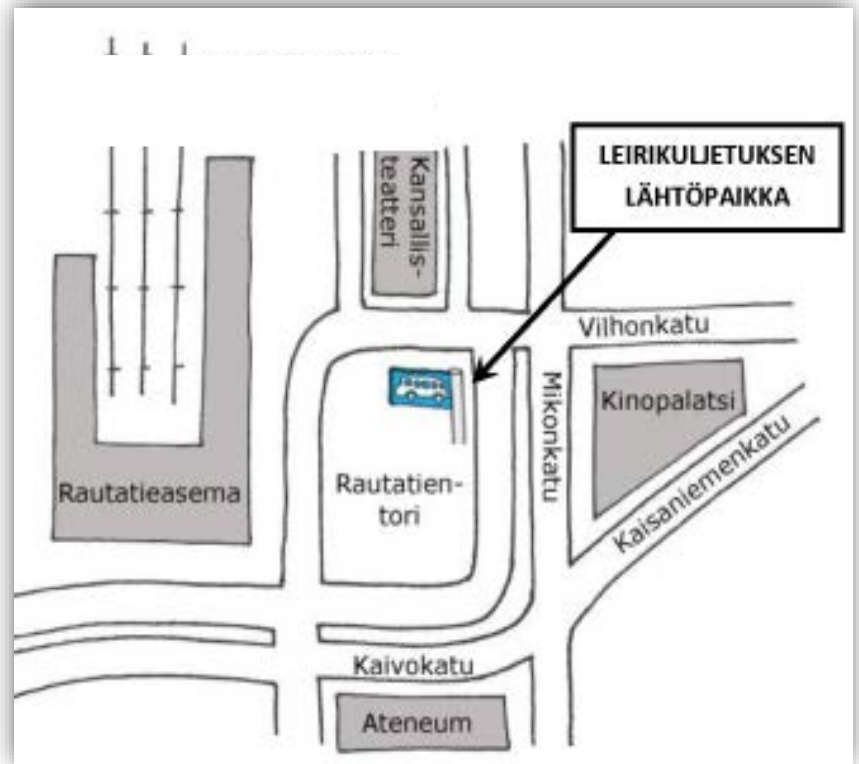 LEIRIKULJETUKSEN
LÄHTÖPAIKKA
Kansallis-
teatteri
Vilhonkatu
Mikonkatu
Kinopalatsi
Kaisaniemenkatu
Rautatieasema
Rautatien-
tori
Kaivokatu
Ateneum